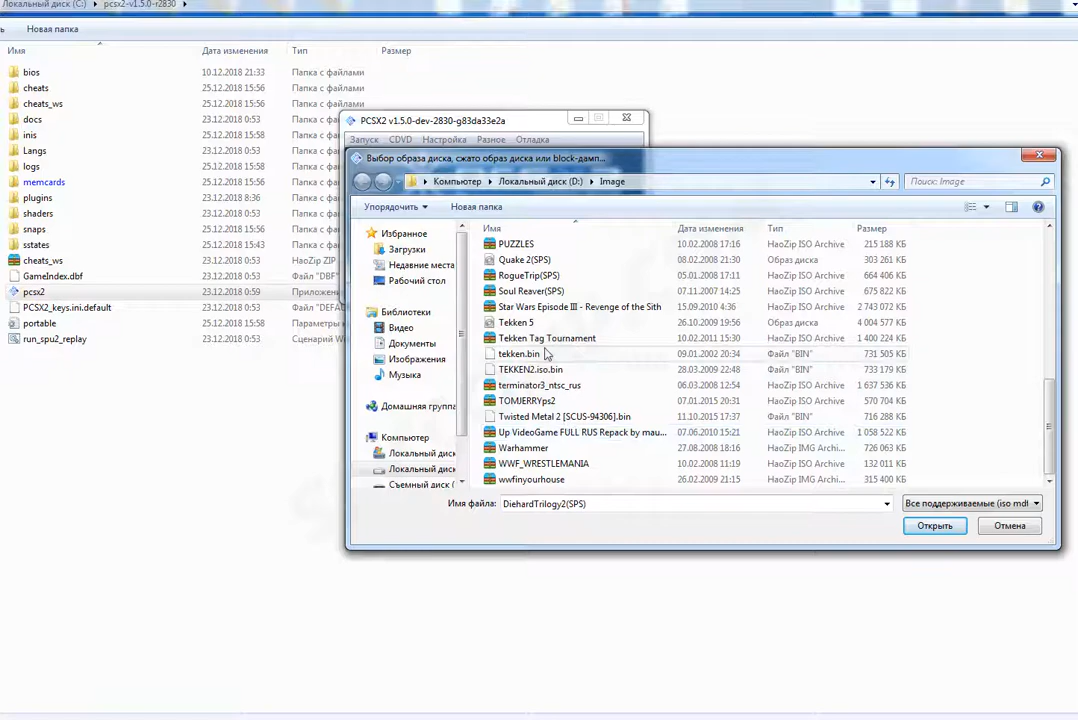 Локальный диск (C:) ▸ pcsx2-v1.5.0-r2830 ▸
Новая папка
Имя Дата изменения Тип Размер
bios 10.12.2018 21:33 Папка с файлами
cheats 25.12.2018 15:56 Папка с файлами
cheats_ws 25.12.2018 15:56 Папка с файлами
docs 23.12.2018 0:53 Папка с файлами
inis 25.12.2018 15:56 Папка с файлами
Langs 23.12.2018 0:53 Папка с файлами
logs 25.12.2018 15:56 Папка с файлами
memcards 25.12.2018 15:56 Папка с файлами
plugins 23.12.2018 8:36 Папка с файлами
shaders 23.12.2018 0:53 Папка с файлами
snaps 25.12.2018 15:56 Папка с файлами
sstates 25.12.2018 15:43 Папка с файлами
cheats_ws 23.12.2018 0:53 HaoZip ZI
GameIndex.dbf 23.12.2018 0:53 Файл "DBF"
pcsx2 23.12.2018 0:59 Приложени
PCSX2_keys.ini.default 23.12.2018 0:53 Файл "DEFA
portable 25.12.2018 15:58 Параметры
run_spu2_replay 23.12.2018 0:53 Сценарий W
PCSX2 v1.5.0-dev-2830-g83da33e2a
Запуск CDVD Настройка Разное Отладка
Выбор образа диска, сжато образ диска или block-дамп...
Компьютер ▸ Локальный диск (D:) ▸ Image
Поиск: Image
Упорядочить Новая папка
Избранное
Загрузки
Недавние места
Рабочий стол
Библиотеки
Видео
Документы
Изображения
Музыка
Домашняя группа
Компьютер
Локальный диск
Локальный диск
Съемный диск (
Имя Дата изменения Тип Размер
PUZZLES 10.02.2008 17:16 HaoZip ISO Archive 215 188 КБ
Quake 2(SPS) 08.02.2008 21:30 Образ диска 303 261 КБ
RogueTrip(SPS) 05.01.2008 17:11 HaoZip ISO Archive 664 406 КБ
Soul Reaver(SPS) 07.11.2007 14:25 HaoZip ISO Archive 675 822 КБ
Star Wars Episode III - Revenge of the Sith 15.09.2010 4:36 HaoZip ISO Archive 2 743 072 КБ
Tekken 5 26.10.2009 19:56 Образ диска 4 004 577 КБ
Tekken Tag Tournament 10.02.2011 15:30 HaoZip ISO Archive 1 400 224 КБ
tekken.bin 09.01.2002 20:34 Файл "BIN" 731 505 КБ
TEKKEN2.iso.bin 28.03.2009 22:48 Файл "BIN" 733 179 КБ
terminator3_ntsc_rus 06.03.2008 12:54 HaoZip ISO Archive 1 637 536 КБ
TOMJERRYps2 07.01.2015 20:31 HaoZip ISO Archive 570 704 КБ
Twisted Metal 2 [SCUS-94306].bin 11.10.2015 17:37 Файл "BIN" 716 288 КБ
Up VideoGame FULL RUS Repack by mau... 07.06.2010 15:21 HaoZip ISO Archive 1 058 522 КБ
Warhammer 27.08.2008 18:16 HaoZip IMG Archi... 726 063 КБ
WWF_WRESTLEMANIA 10.02.2008 11:19 HaoZip ISO Archive 132 011 КБ
wwfinyourhouse 26.02.2009 21:15 HaoZip IMG Archi... 315 400 КБ
Имя файла: DiehardTrilogy2(SPS) Все поддерживаемые (iso mdf
Открыть Отмена